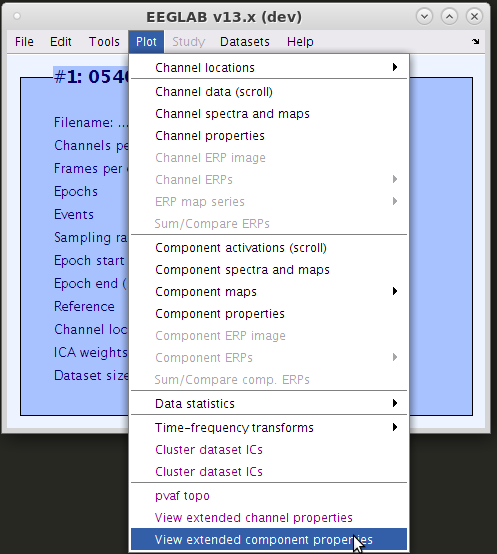 EEGLAB v13.x (dev)
File Edit Tools Plot Study Datasets Help
#1: 054
Channel locations
Channel data (scroll)
Filename: ...
Channel spectra and maps
Channels pe
Channel properties
Frames per
Channel ERP image
Epochs
Channel ERPs
Events
ERP map series
Sum/Compare ERPs
Sampling ra
Component activations (scroll)
Epoch start
Component spectra and maps
Epoch end (
Component maps
Reference
Component properties
Channel loc
Component ERP image
ICA weights
Component ERPs
Dataset size
Sum/Compare comp. ERPs
Data statistics
Time-frequency transforms
Cluster dataset ICs
Cluster dataset ICs
pvaf topo
View extended channel properties
View extended component properties